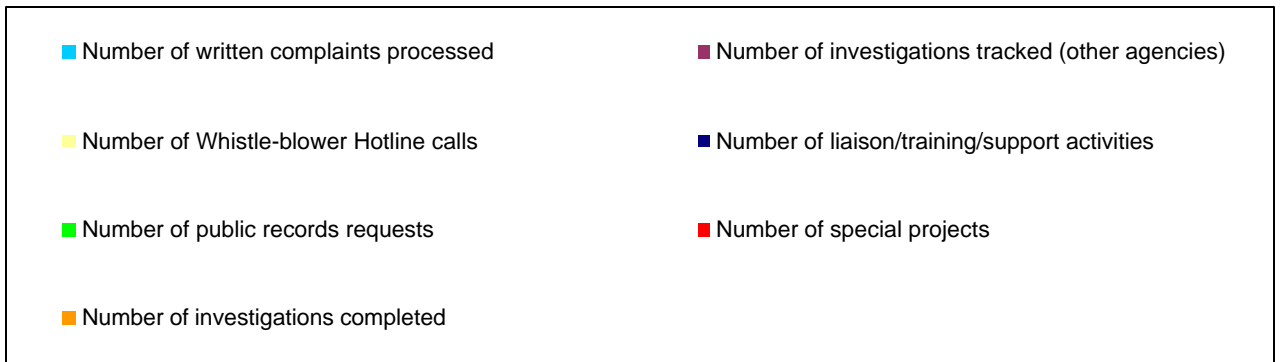 Number of written complaints processed
Number of investigations tracked (other agencies)
Number of Whistle-blower Hotline calls
Number of liaison/training/support activities
Number of public records requests
Number of special projects
Number of investigations completed